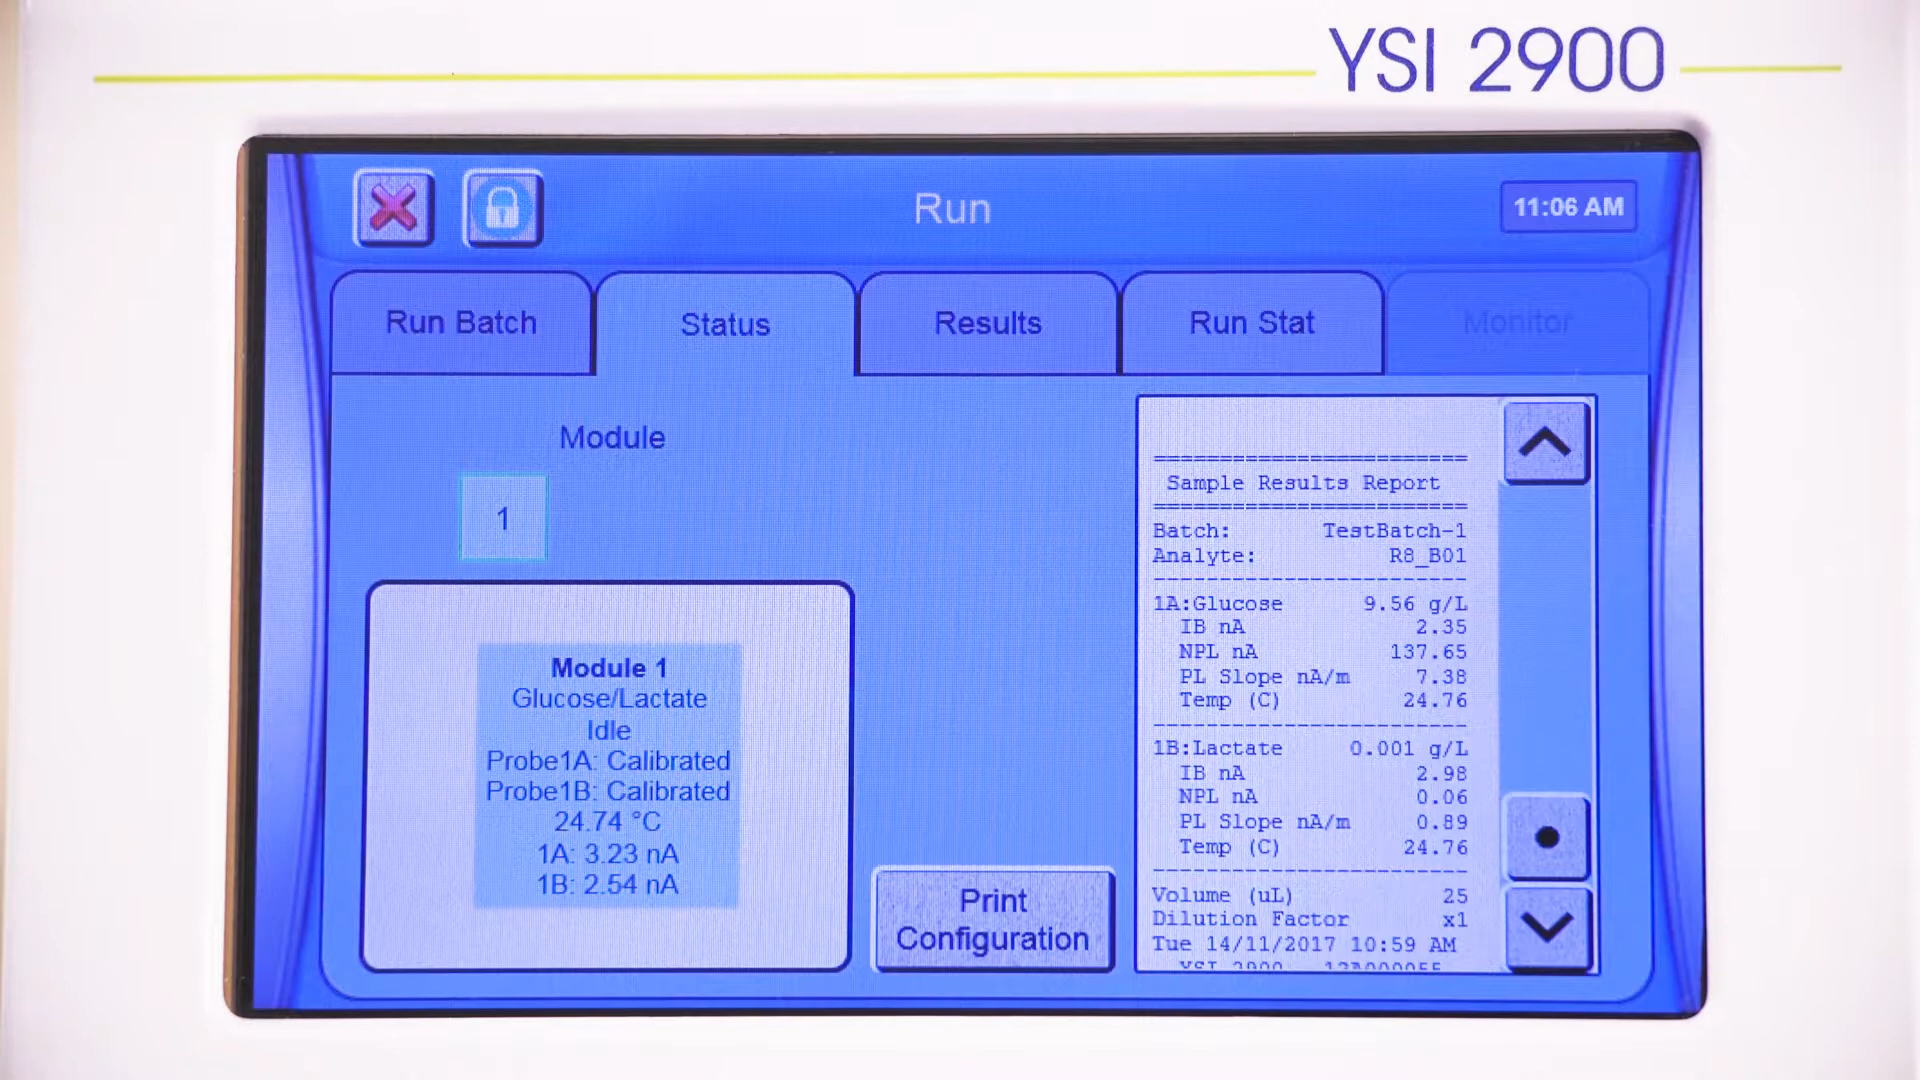 YSI 2900
Run
11:06 AM
Run Batch
Status
Results
Run Stat
Monitor
Module
1
Module 1
Glucose/Lactate
Idle
Probe1A: Calibrated
Probe1B: Calibrated
24.74 °C
1A: 3.23 nA
1B: 2.54 nA
Print
Configuration
========================
Sample Results Report
========================
Batch: TestBatch-1
Analyte: R8_B01
------------------------
1A:Glucose 9.56 g/L
IB nA 2.35
NPL nA 137.65
PL Slope nA/m 7.38
Temp (C) 24.76
------------------------
1B:Lactate 0.001 g/L
IB nA 2.98
NPL nA 0.06
PL Slope nA/m 0.89
Temp (C) 24.76
------------------------
Volume (uL) 25
Dilution Factor x1
Tue 14/11/2017 10:59 AM
YSI 2900